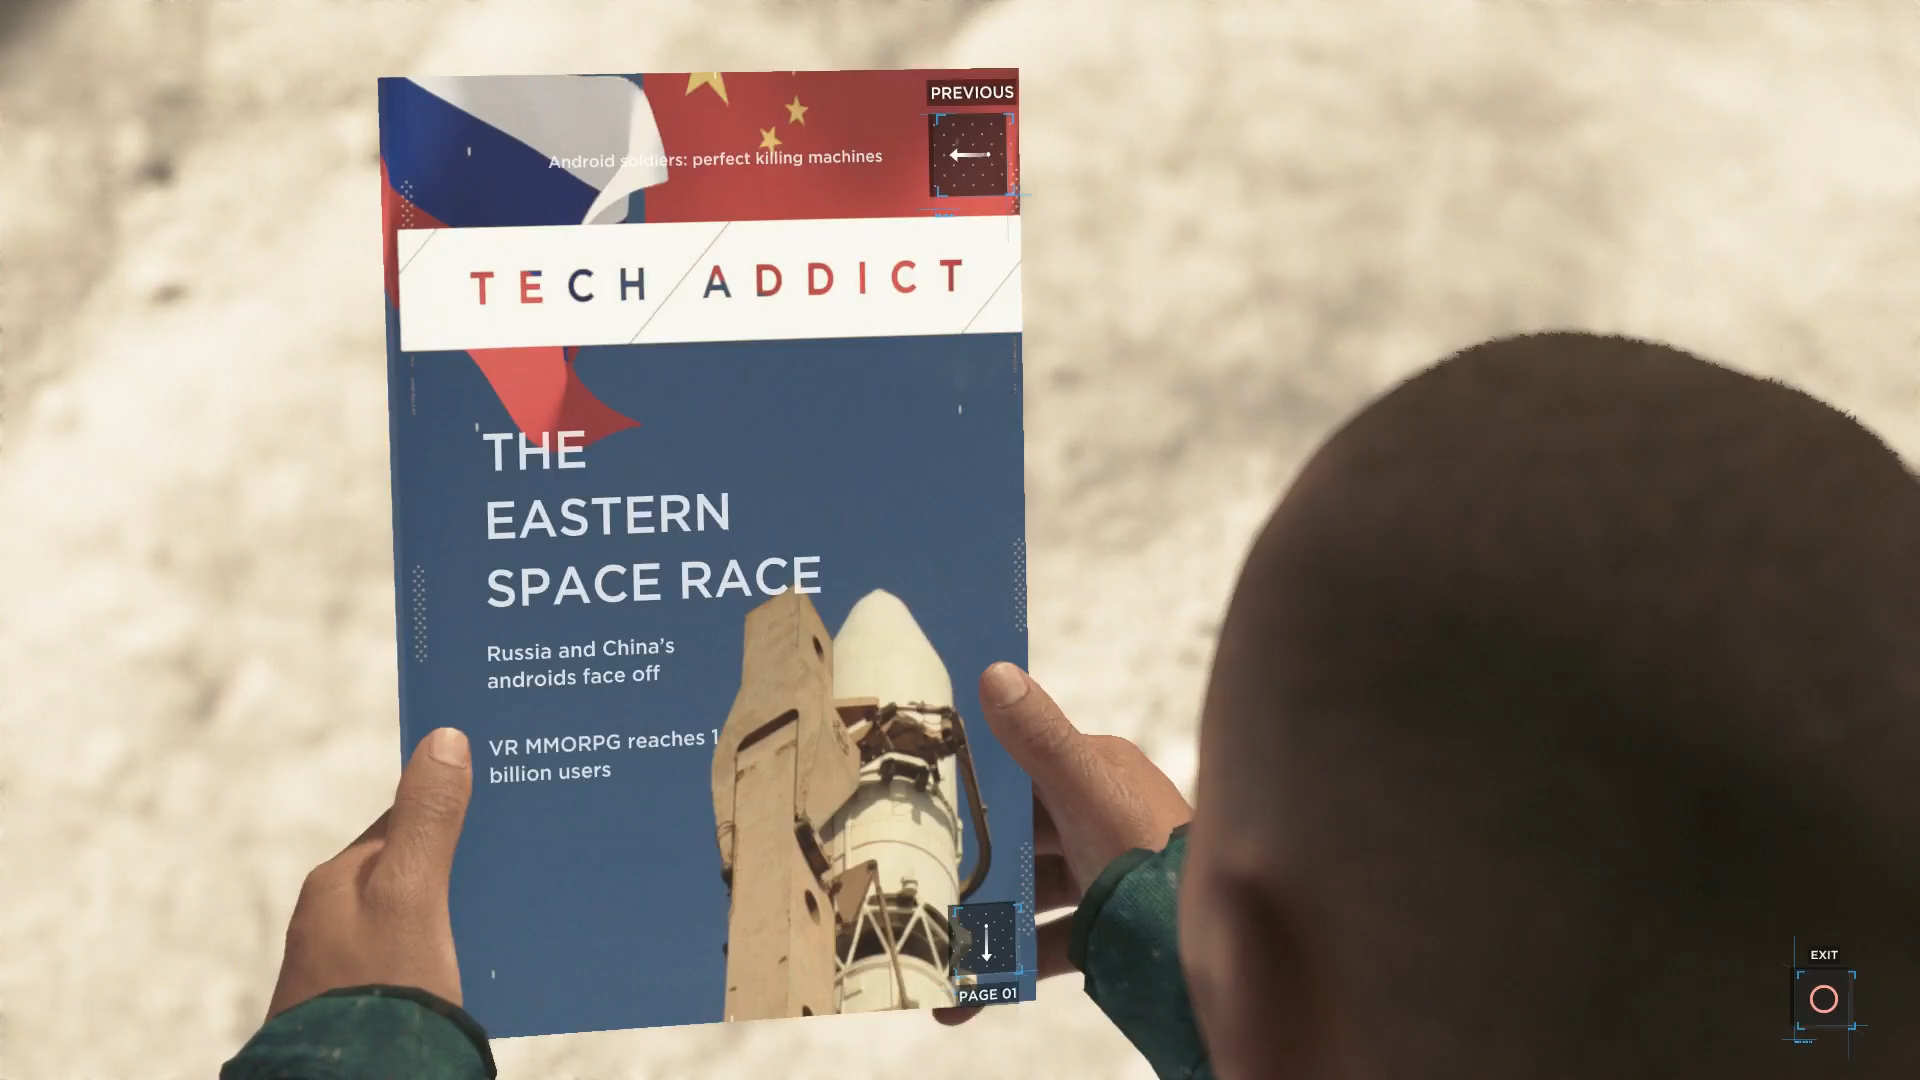 PREVIOUS
Android soldiers: perfect killing machines
TECH ADDICT
THE
EASTERN
SPACE RACE
Russia and China's
androids face off
VR MMORPG reaches 1
billion users
PAGE 01
EXIT